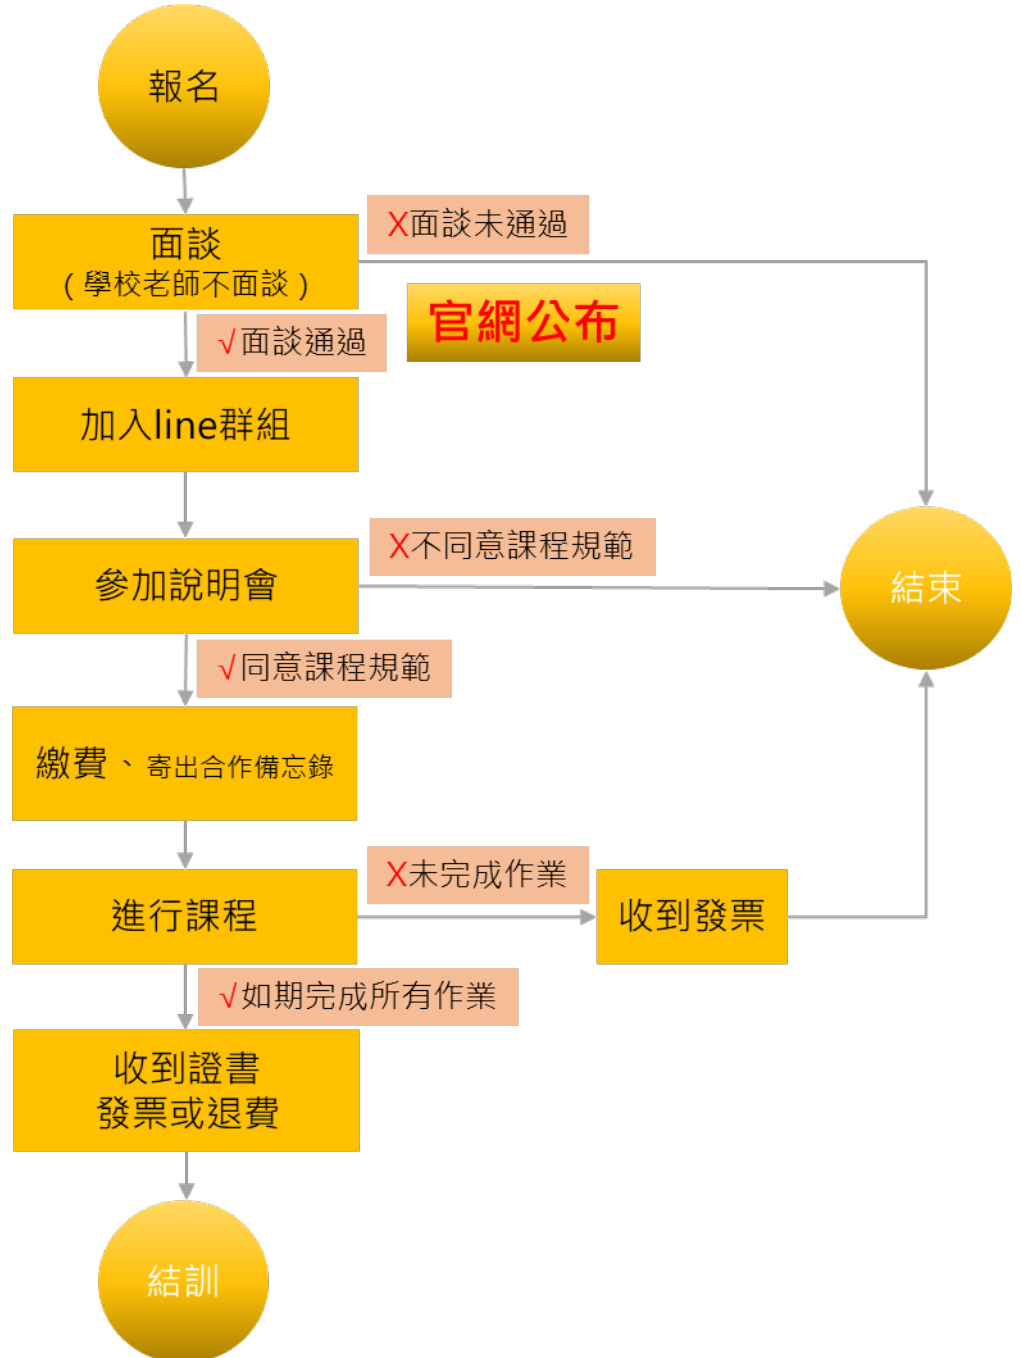 報名
面談
(學校老師不面談)
X面談未通過
官網公布
√面談通過
加入line群組
參加說明會
X不同意課程規範
結束
√同意課程規範
繳費、寄出合作備忘錄
進行課程
X未完成作業
收到發票
√如期完成所有作業
收到證書
發票或退費
結訓